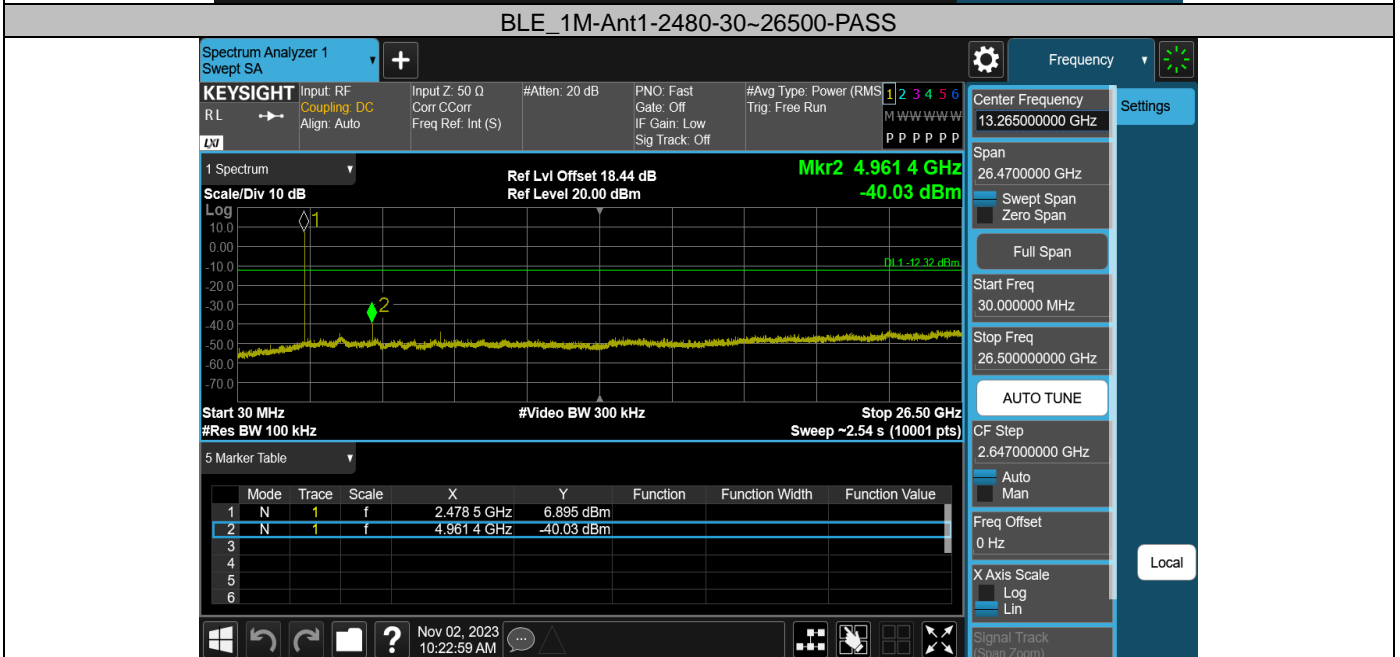 BLE_1M-Ant1-2480-30~26500-PASS
Spectrum Analyzer 1
Swept SA
Frequency
KEYSIGHT
RL
LXI
Input: RF
Coupling: DC
Align: Auto
Input Z: 50 Ω
Corr CCorr
Freq Ref: Int (S)
#Atten: 20 dB
PNO: Fast
Gate: Off
IF Gain: Low
Sig Track: Off
#Avg Type: Power (RMS
Trig: Free Run
1 2 3 4 5 6
M W W W W W
P P P P P P
Center Frequency
13.265000000 GHz
Settings
Span
26.4700000 GHz
Swept Span
Zero Span
Full Span
Start Freq
30.000000 MHz
Stop Freq
26.500000000 GHz
AUTO TUNE
CF Step
2.647000000 GHz
Auto
Man
Freq Offset
0 Hz
X Axis Scale
Log
Lin
Signal Track
(Span Zoom)
Local
1 Spectrum
Scale/Div 10 dB
Ref Lvl Offset 18.44 dB
Ref Level 20.00 dBm
Mkr2 4.961 4 GHz
-40.03 dBm
Log
1
10.0
0.00
-10.0
DL1 -12.32 dBm
-20.0
-30.0
2
-40.0
-50.0
-60.0
-70.0
Start 30 MHz
#Video BW 300 kHz
Stop 26.50 GHz
#Res BW 100 kHz
Sweep ~2.54 s (10001 pts)
5 Marker Table
Mode Trace Scale X Y Function Function Width Function Value
1 N 1 f 2.478 5 GHz 6.895 dBm
2 N 1 f 4.961 4 GHz -40.03 dBm
3
4
5
6
?
Nov 02, 2023
10:22:59 AM